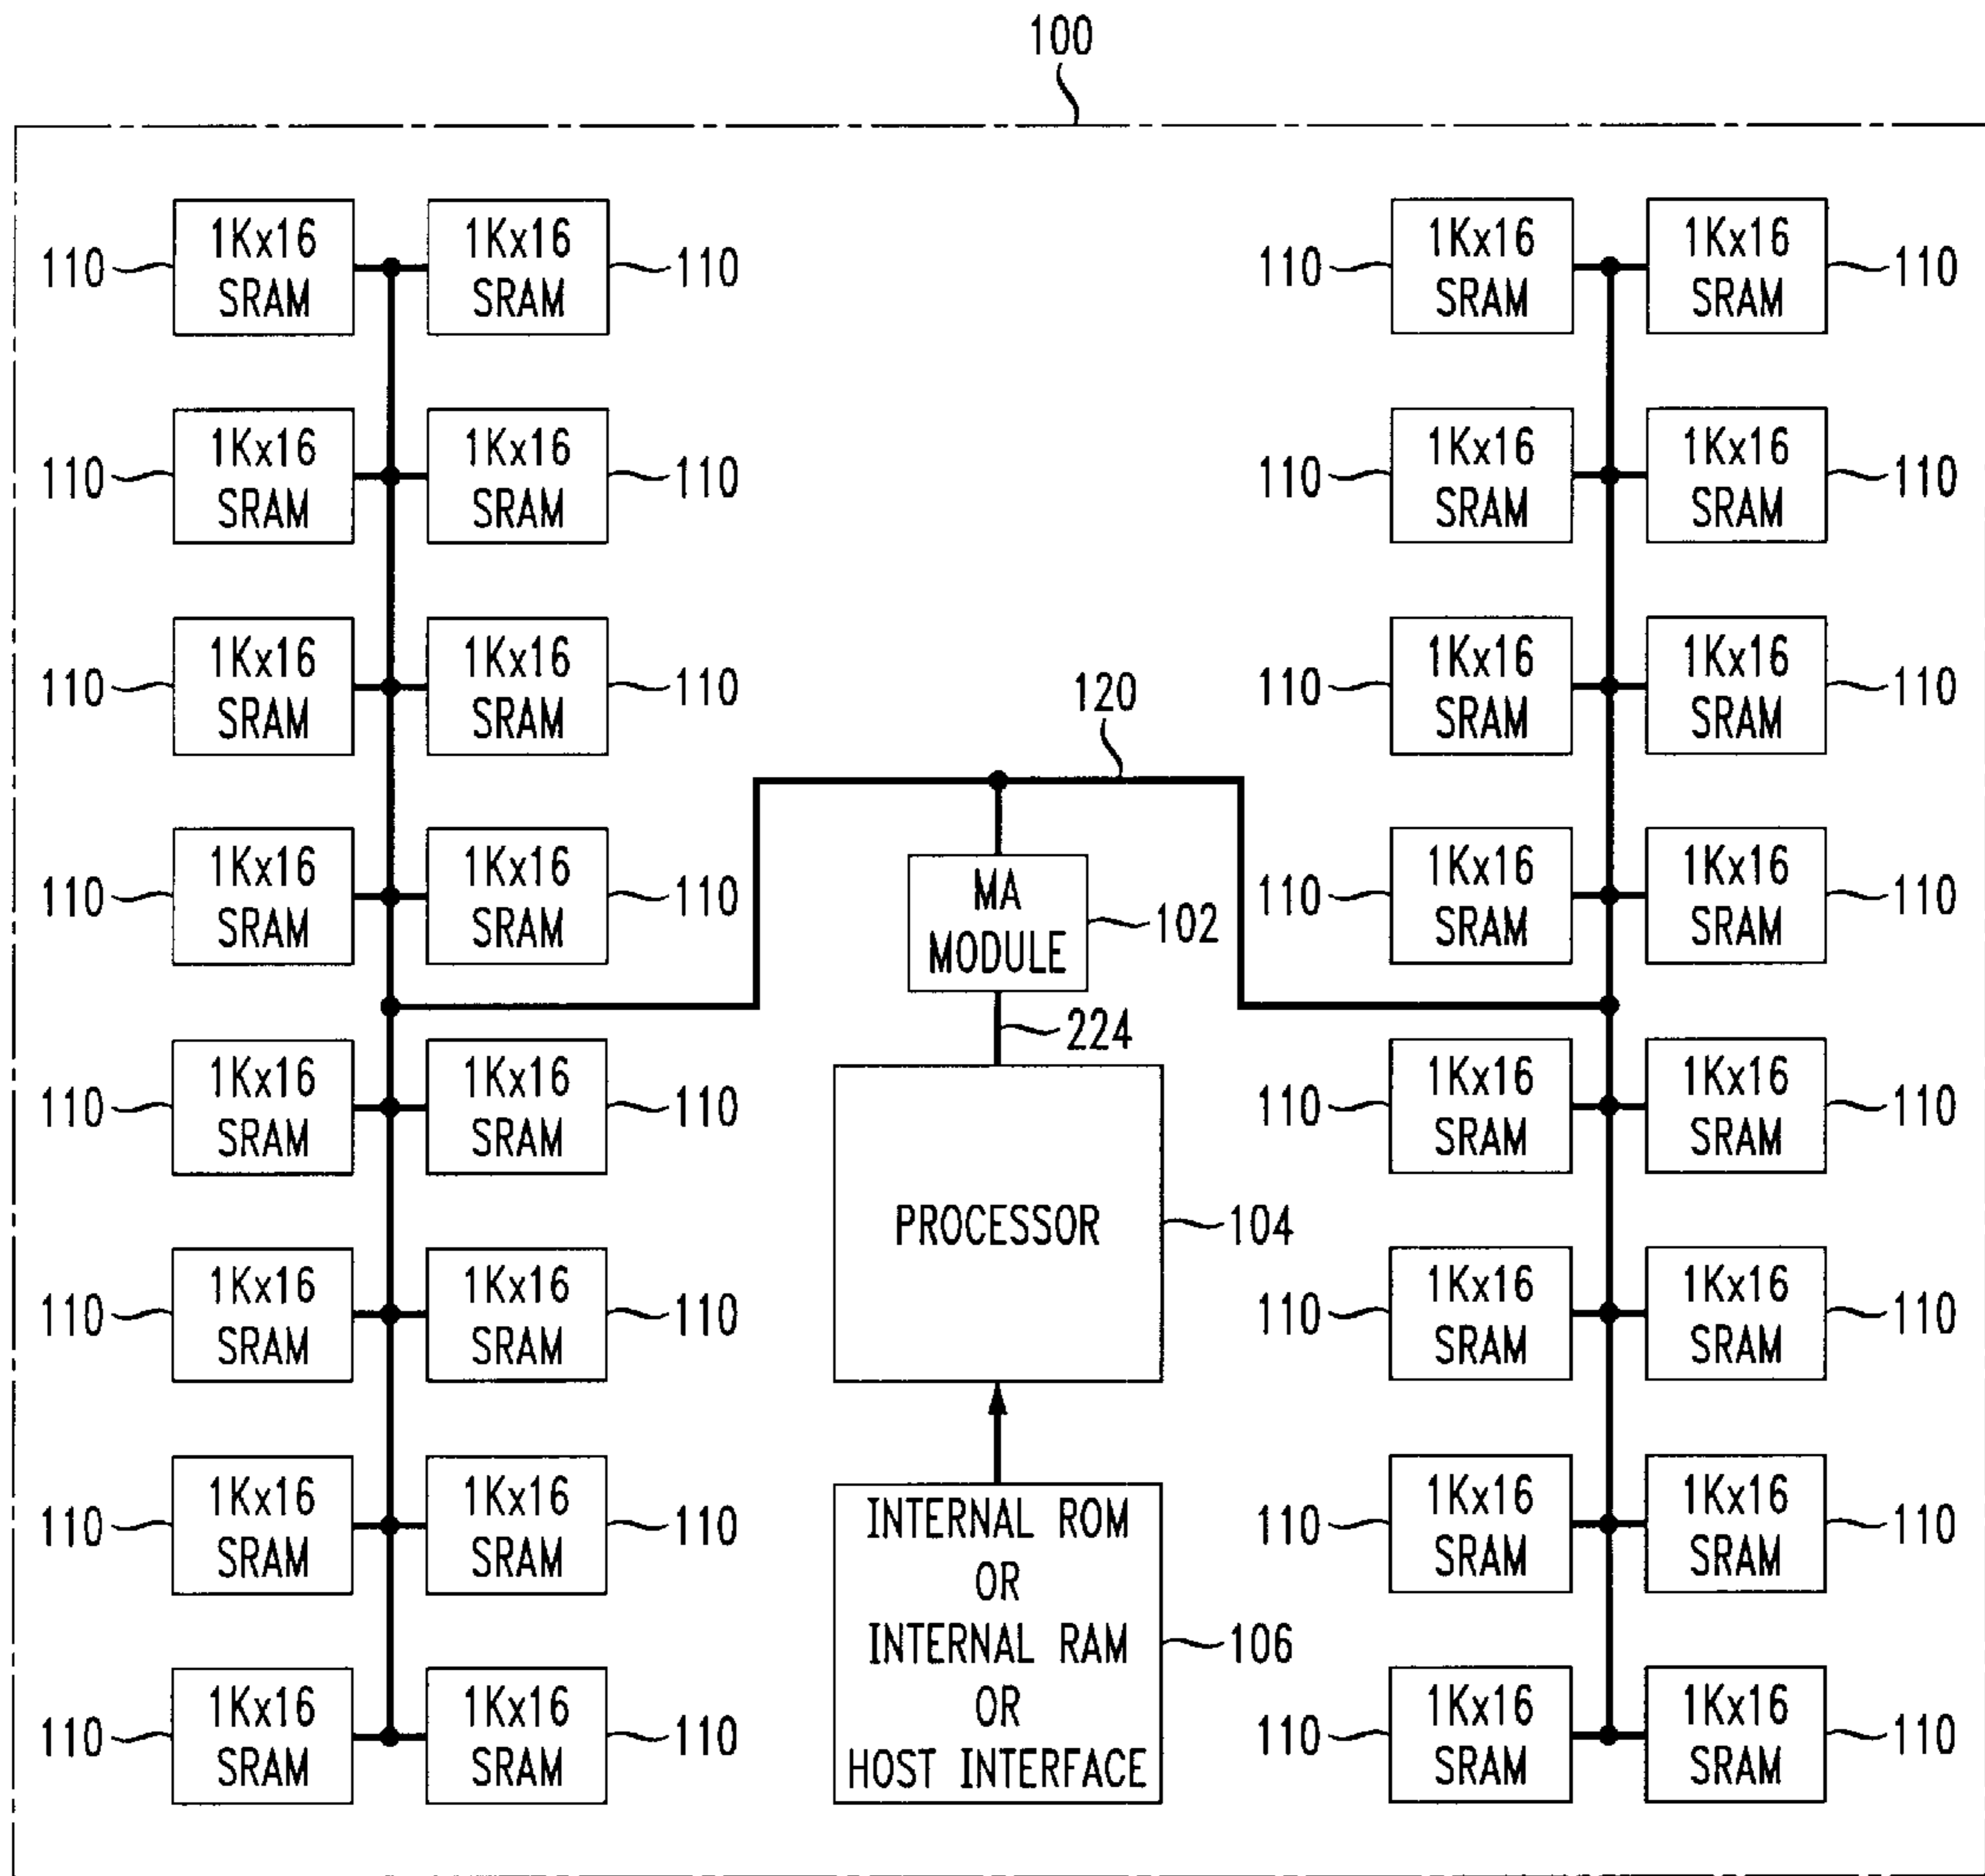 100
1Kx16 1Kx16 1Kx16 1Kx16
110 110 110 110
SRAM SRAM SRAM SRAM
1Kx16 1Kx16 1Kx16 1Kx16
110 110 110 110
SRAM SRAM SRAM SRAM
1Kx16 1Kx16 1Kx16 1Kx16
110 110 110 110
SRAM SRAM SRAM SRAM
120
1Kx16 1Kx16 1Kx16 1Kx16
110 110 110 110
SRAM SRAM SRAM SRAM
MA
MODULE
102
224
1Kx16 1Kx16 1Kx16 1Kx16
110 110 110 110
SRAM SRAM SRAM SRAM
PROCESSOR
104
1Kx16 1Kx16 1Kx16 1Kx16
110 110 110 110
SRAM SRAM SRAM SRAM
1Kx16 1Kx16 1Kx16 1Kx16
110 110 110 110
SRAM SRAM SRAM SRAM
INTERNAL ROM
OR
INTERNAL RAM
OR
HOST INTERFACE
106
1Kx16 1Kx16 1Kx16 1Kx16
110 110 110 110
SRAM SRAM SRAM SRAM